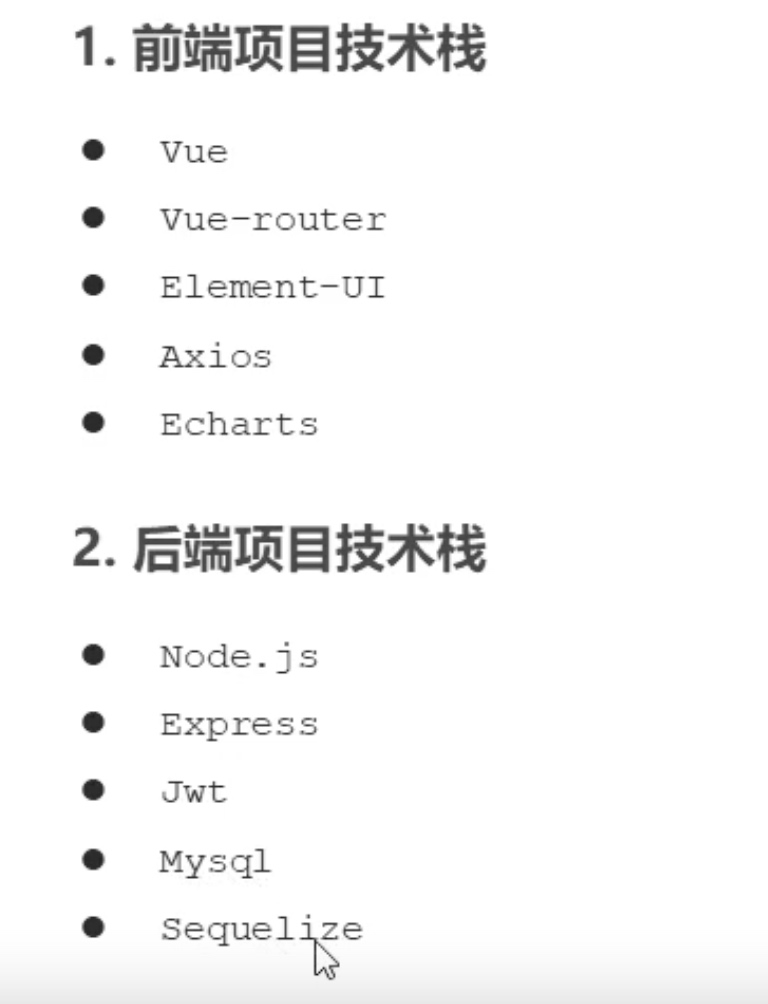 1. 前端项目技术栈
● Vue
● Vue-router
● Element-UI
● Axios
● Echarts
2. 后端项目技术栈
● Node.js
● Express
● Jwt
● Mysql
● Sequelize